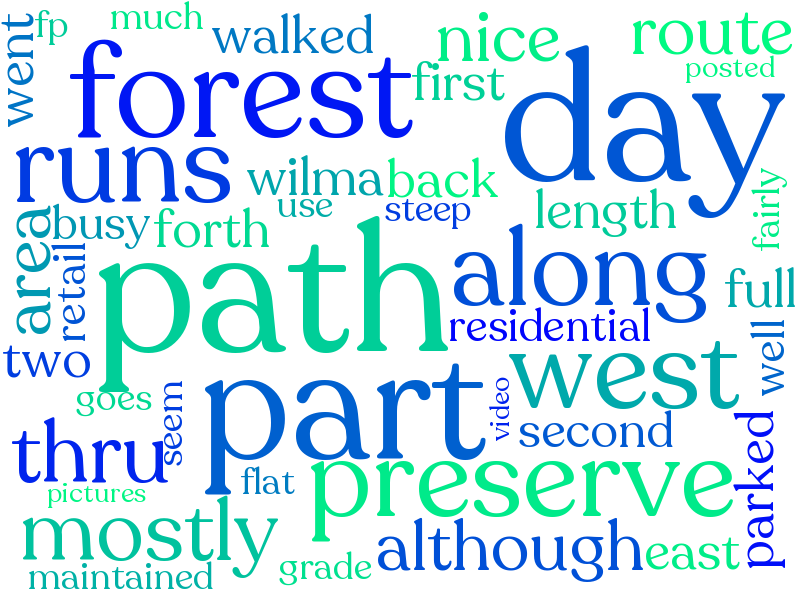 went
fp
much
walked
nice
route
posted
forest
first
day
runs
wilma
back
use
steep
length
fairly
area
busy
forth
retail
path
along
full
residential
two
west
well
goes
seem
part
video
second
thru
flat
preserve
parked
pictures
mostly
although
east
grade
maintained